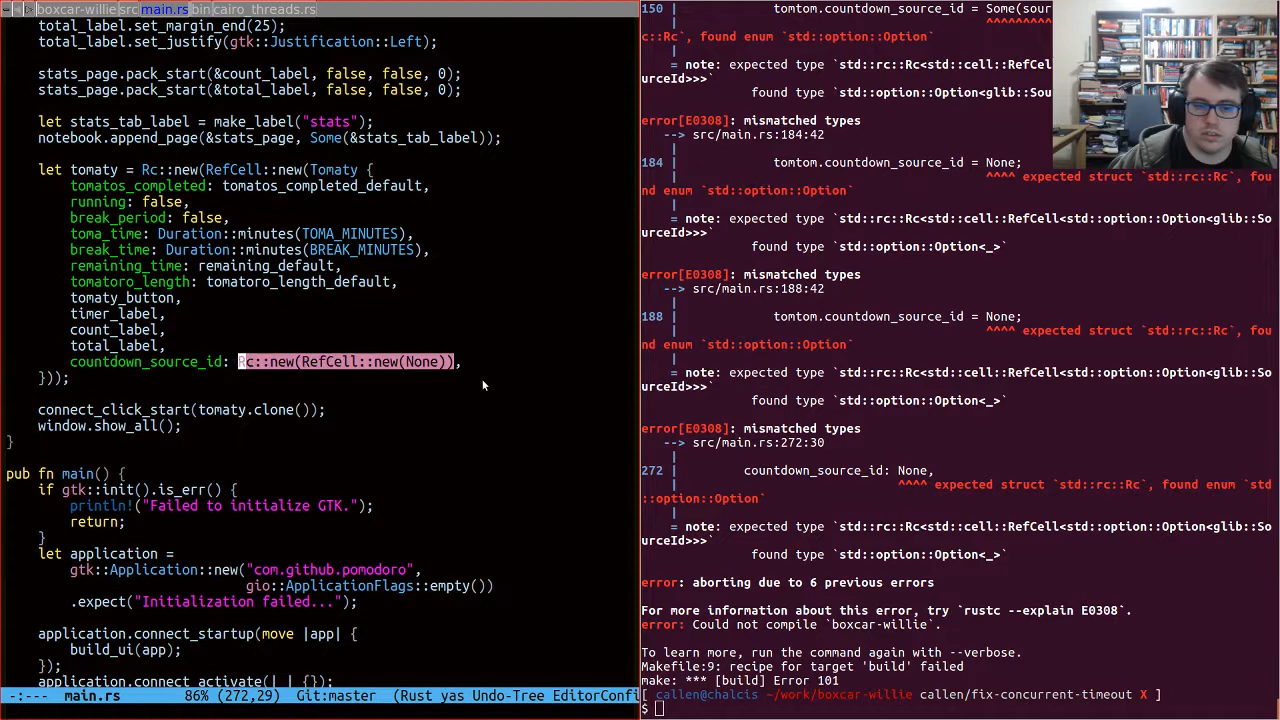 boxcar-willie src main.rs bin cairo_threads.rs
total_label.set_margin_end(25);
total_label.set_justify(gtk::Justification::Left);
stats_page.pack_start(&count_label, false, false, 0);
stats_page.pack_start(&total_label, false, false, 0);
let stats_tab_label = make_label("stats");
notebook.append_page(&stats_page, Some(&stats_tab_label));
let tomaty = Rc::new(RefCell::new(Tomaty {
tomatos_completed: tomatos_completed_default,
running: false,
break_period: false,
toma_time: Duration::minutes(TOMA_MINUTES),
break_time: Duration::minutes(BREAK_MINUTES),
remaining_time: remaining_default,
tomatoro_length: tomatoro_length_default,
tomaty_button,
timer_label,
count_label,
total_label,
countdown_source_id: Rc::new(RefCell::new(None)),
}));
connect_click_start(tomaty.clone());
window.show_all();
}
pub fn main() {
if gtk::init().is_err() {
println!("Failed to initialize GTK.");
return;
}
let application =
gtk::Application::new("com.github.pomodoro",
gio::ApplicationFlags::empty())
.expect("Initialization failed...");
application.connect_startup(move |app| {
build_ui(app);
});
application.connect_activate(|_| {});
-:--- main.rs 86% (272,29) Git:master (Rust yas Undo-Tree EditorConfi
150 | tomtom.countdown_source_id = Some(sour
| ^^^^^^^^^
c::Rc`, found enum `std::option::Option`
|
= note: expected type `std::rc::Rc<std::cell::RefCel
urceId>>>`
found type `std::option::Option<glib::Sou
error[E0308]: mismatched types
--> src/main.rs:184:42
|
184 | tomtom.countdown_source_id = None;
| ^^^^ expected struct `std::rc::Rc`, fou
nd enum `std::option::Option`
|
= note: expected type `std::rc::Rc<std::cell::RefCell<std::option::Option<glib::So
urceId>>>`
found type `std::option::Option<_>`
error[E0308]: mismatched types
--> src/main.rs:188:42
|
188 | tomtom.countdown_source_id = None;
| ^^^^ expected struct `std::rc::Rc`, fou
nd enum `std::option::Option`
|
= note: expected type `std::rc::Rc<std::cell::RefCell<std::option::Option<glib::So
urceId>>>`
found type `std::option::Option<_>`
error[E0308]: mismatched types
--> src/main.rs:272:30
|
272 | countdown_source_id: None,
| ^^^^ expected struct `std::rc::Rc`, found enum `std
::option::Option`
|
= note: expected type `std::rc::Rc<std::cell::RefCell<std::option::Option<glib::So
urceId>>>`
found type `std::option::Option<_>`
error: aborting due to 6 previous errors
For more information about this error, try `rustc --explain E0308`.
error: Could not compile `boxcar-willie`.
To learn more, run the command again with --verbose.
Makefile:9: recipe for target 'build' failed
make: *** [build] Error 101
[ callen@chalcis ~/work/boxcar-willie callen/fix-concurrent-timeout X ]
$